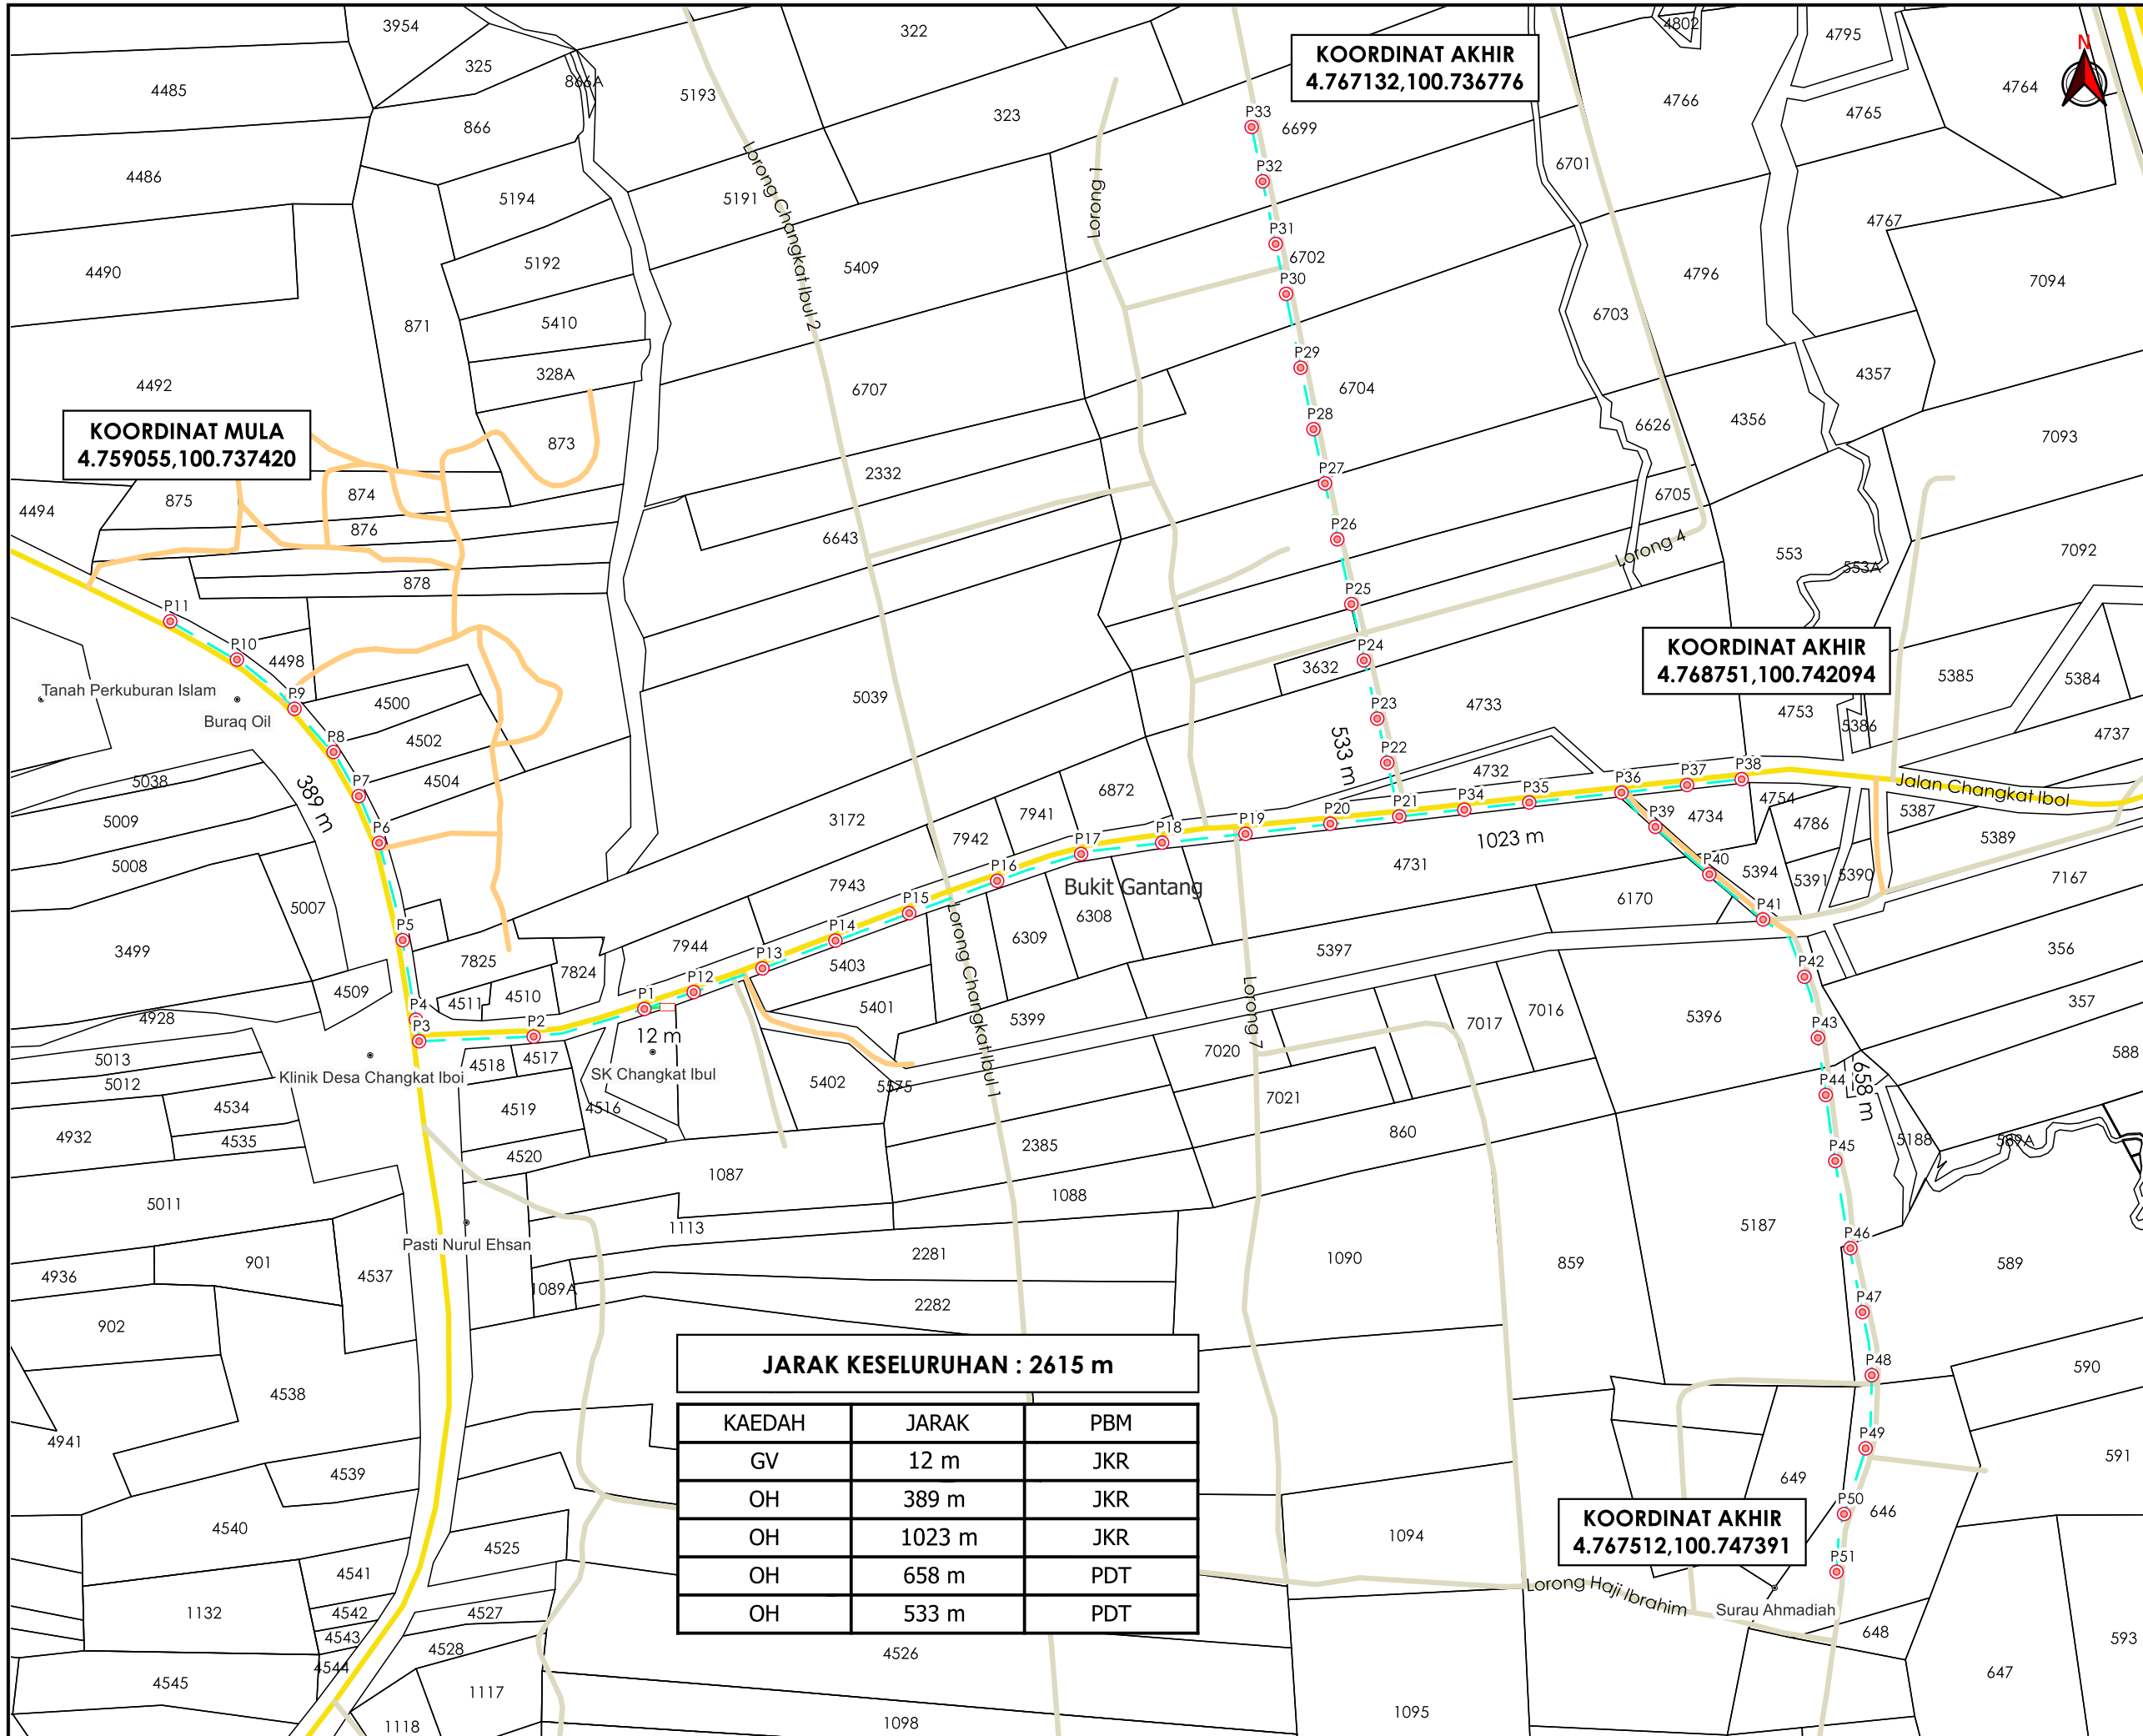 3954
322
4802
4795
N
325
KOORDINAT AKHIR
4.767132,100.736776
4485
866A
5193
4766
4764
323
4765
866
P33
6699
4486
6701
P32
5194
5191
Lorong Changkat Ibul 2
Lorong 1
4767
P31
5192
6702
4490
5409
4796
7094
P30
871
5410
6703
P29
328A
4357
4492
6707
6704
P28
4356
6626
KOORDINAT MULA
4.759055,100.737420
873
7093
2332
P27
874
6705
875
4494
876
P26
6643
Lorong 4
553
7092
553A
878
P25
P11
P10
KOORDINAT AKHIR
4.768751,100.742094
4498
P24
3632
Tanah Perkuburan Islam
P9
4500
5039
5385
5384
Buraq Oil
P23
4733
4753
5386
4502
P8
533 m
P22
4737
5038
4504
P7
389 m
4732
P36
P37
P38
Jalan Changkat Ibol
6872
P35
P34
P21
4754
7941
P20
5387
5009
3172
P19
P39
4734
4786
P6
7942
P18
P17
1023 m
5389
5008
4731
P40
P16
7943
Bukit Gantang
5394
5391
5390
7167
5007
P15
6308
6170
P41
P5
P14
6309
Lorong Changkat Ibul 1
3499
7944
5397
356
7825
P13
5403
7824
P12
P42
4509
P1
4510
4511
5401
Lorong 7
357
P4
7016
4928
5399
5396
P2
7017
P43
P3
12 m
5013
4518
4517
7020
588
Klinik Desa Changkat Iboi
SK Changkat Ibul
5402
5575
5012
P44
658 m
4534
4519
4516
7021
4932
4535
860
5188
589A
2385
P45
4520
1087
1088
5011
1113
5187
P46
Pasti Nurul Ehsan
2281
1090
901
859
589
4936
4537
1089A
2282
P47
902
JARAK KESELURUHAN : 2615 m
P48
590
4538
KAEDAH JARAK PBM
4941
P49
GV 12 m JKR
4539
649
591
OH 389 m JKR
P50
646
KOORDINAT AKHIR
4.767512,100.747391
4540
OH 1023 m JKR
1094
4525
P51
4541
OH 658 m PDT
Lorong Haji Ibrahim
1132
4542
4527
OH 533 m PDT
Surau Ahmadiah
4543
648
593
4528
4526
4544
4545
647
1117
1095
1118
1098